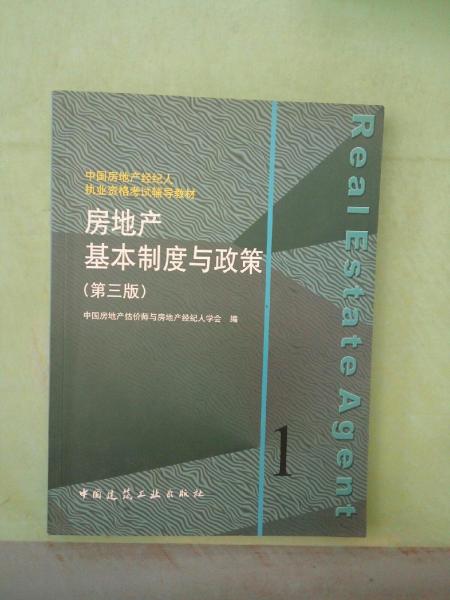 中国房地产经纪人
执业资格考试辅导教材
房地产
基本制度与政策
(第三版)
中国房地产估价师与房地产经纪人学会 编
Real Estate Agent
1
中国建筑工业出版社